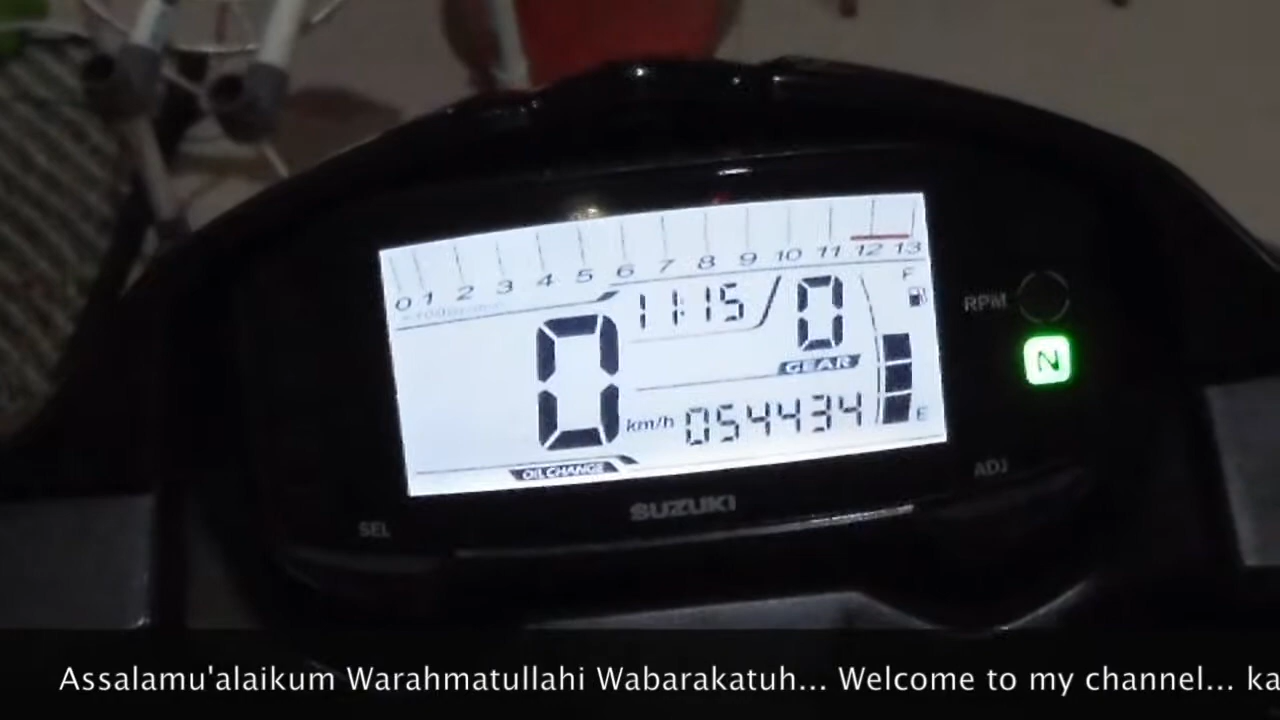 0 1 2 3 4 5 6 7 8 9 10 11 12 13
11:15 0 F
GEAR
0 km/h 054434 E
OIL CHANGE
RPM
N
ADJ
SUZUKI
SEL
Assalamu'alaikum Warahmatullahi Wabarakatuh... Welcome to my channel... ka